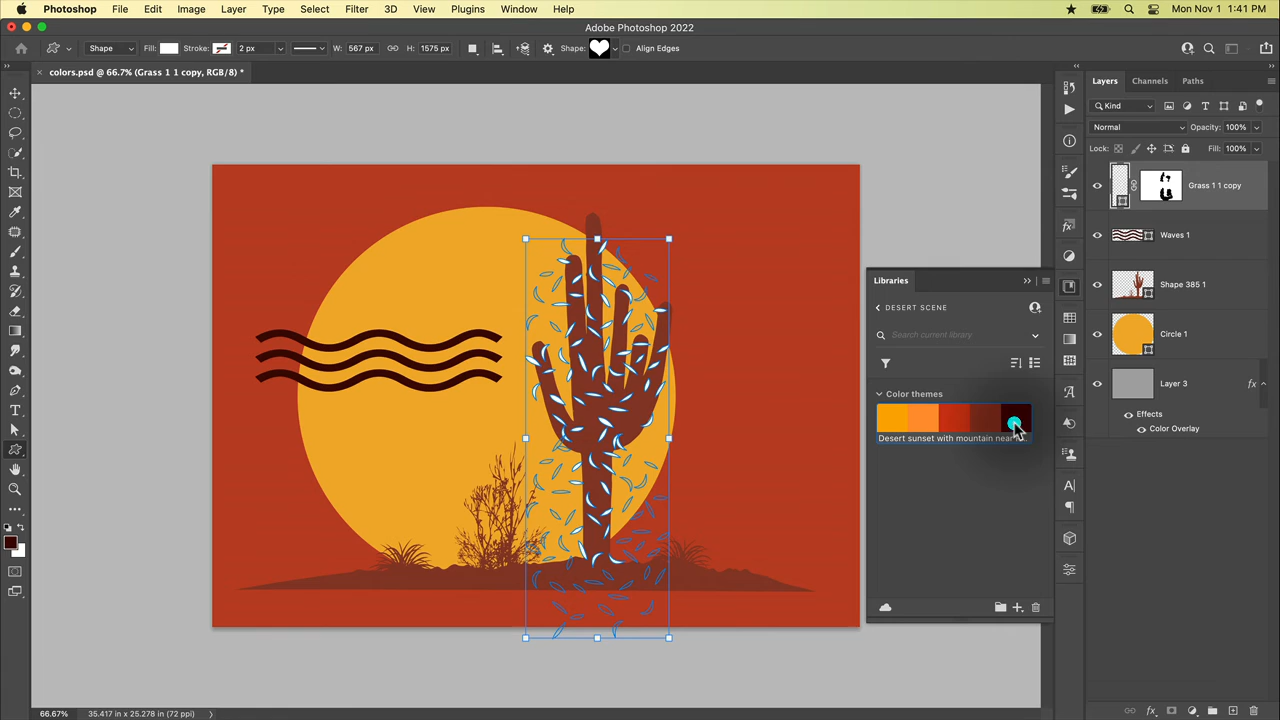 Photoshop File Edit Image Layer Type Select Filter 3D View Plugins Window Help Mon Nov 1 1:41 PM
Adobe Photoshop 2022
Shape Fill: Stroke: 2 px W: 567 px H: 1575 px Shape: Align Edges
× colors.psd @ 66.7% (Grass 1 1 copy, RGB/8) *
Layers Channels Paths
Kind
Normal Opacity: 100%
Lock: Fill: 100%
Grass 1 1 copy
Waves 1
Shape 385 1
Circle 1
Layer 3 fx
Effects
Color Overlay
Libraries
DESERT SCENE
Search current library
Color themes
Desert sunset with mountain near
66.67% 35.417 in x 25.278 in (72 ppi)